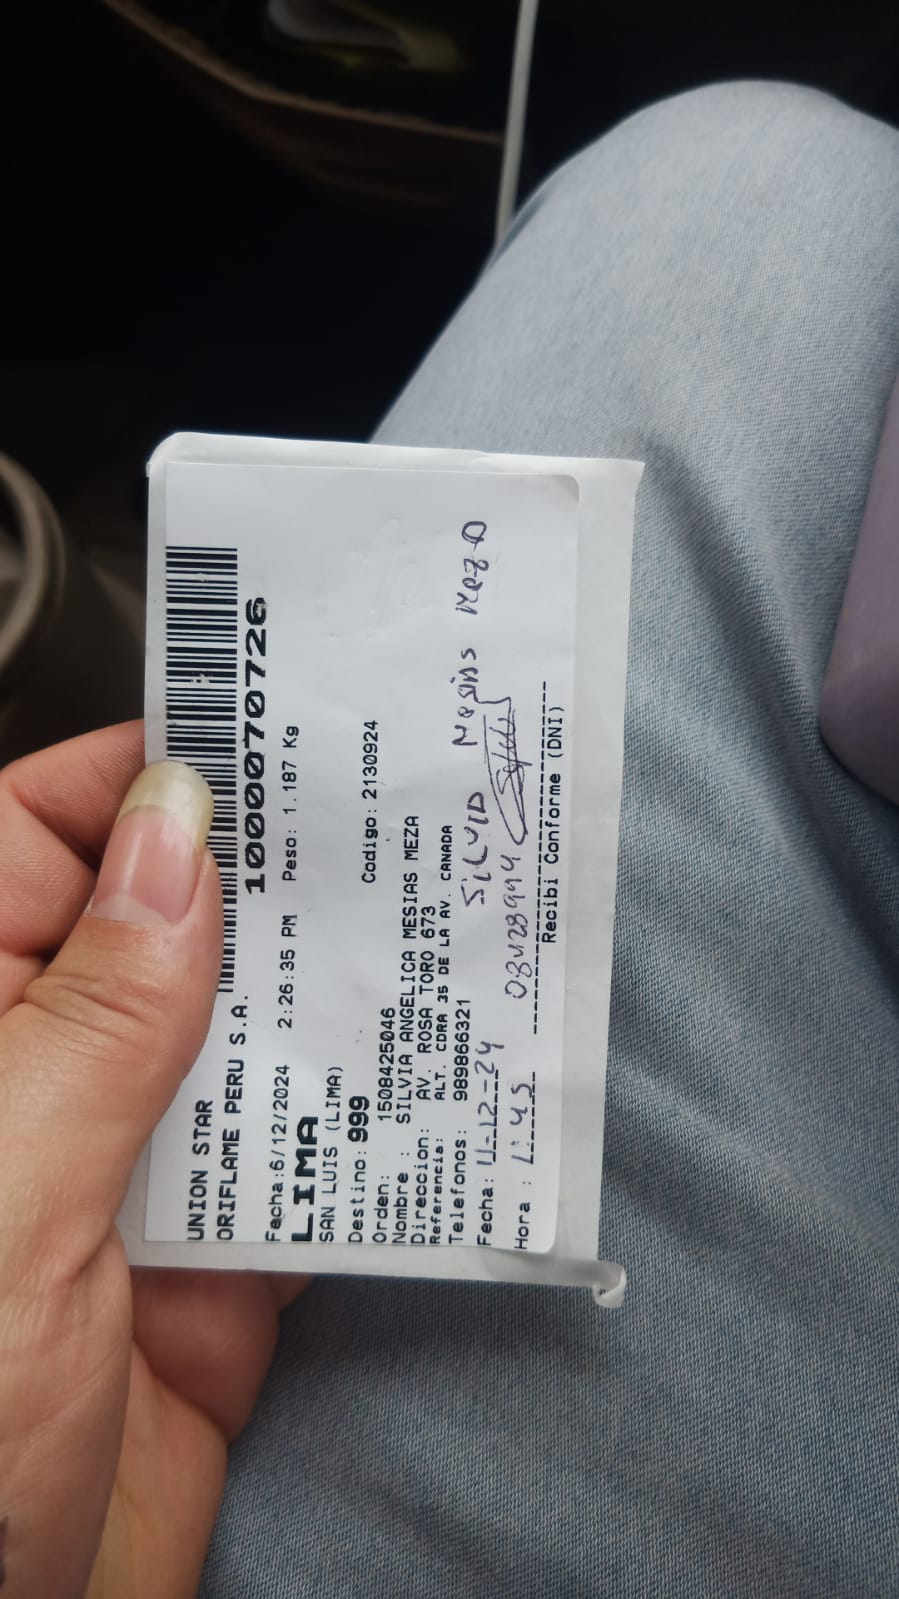 UNION STAR
ORIFLAME PERU S.A.
1000070726
Fecha:6/12/2024 2:26:35 PM Peso: 1.187 Kg
LIMA
SAN LUIS (LIMA)
Destino: 999 Codigo: 2130924
Orden: 1508425046
Nombre : SILVIA ANGELICA MESIAS MEZA
Direccion: AV. ROSA TORO 673
Referencia: ALT. CDRA 35 DE LA AV. CANADA
Telefonos: 989866321 Silvia Mesias Meza
Fecha: 11-12-24 08428994
Hora : 1:45
Recibi Conforme (DNI)